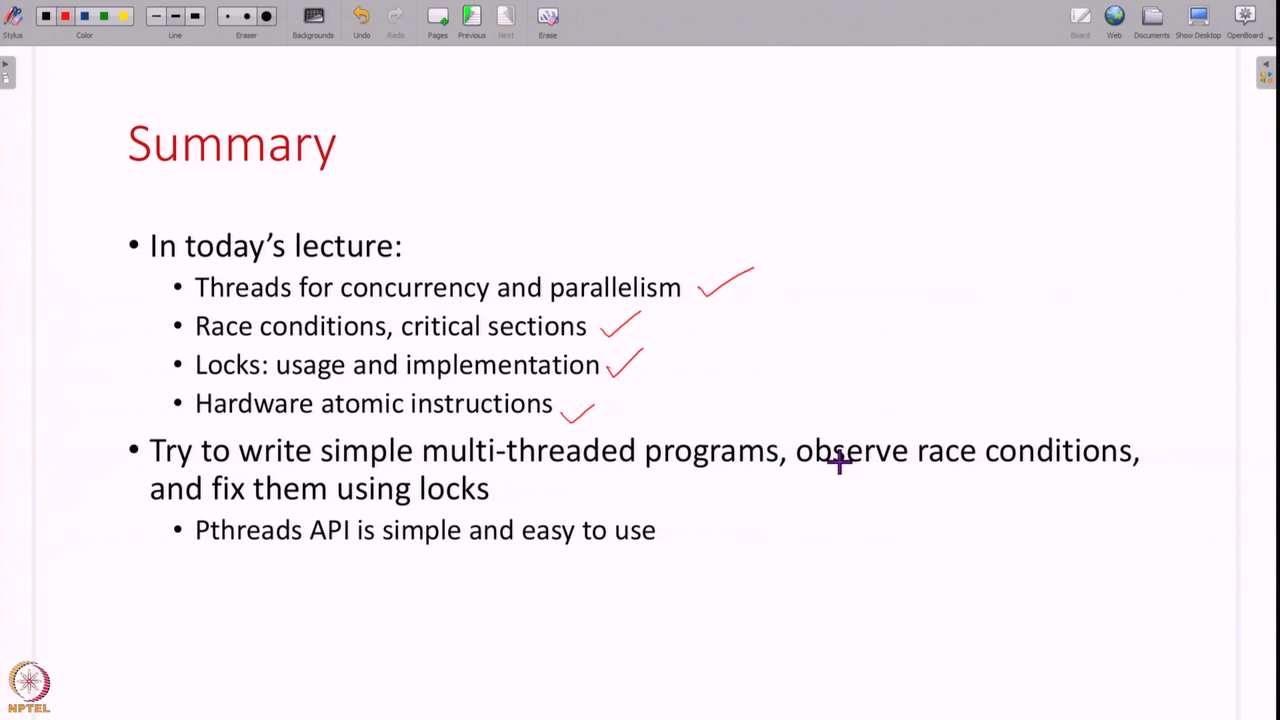 Stylus
Color
Line
Eraser
Backgrounds
Undo
Redo
Pages
Previous
Next
Erase
Board
Web
Documents
Show Desktop
OpenBoard
Summary
• In today's lecture:
• Threads for concurrency and parallelism
• Race conditions, critical sections
• Locks: usage and implementation
• Hardware atomic instructions
• Try to write simple multi-threaded programs, observe race conditions,
and fix them using locks
• Pthreads API is simple and easy to use
NPTEL